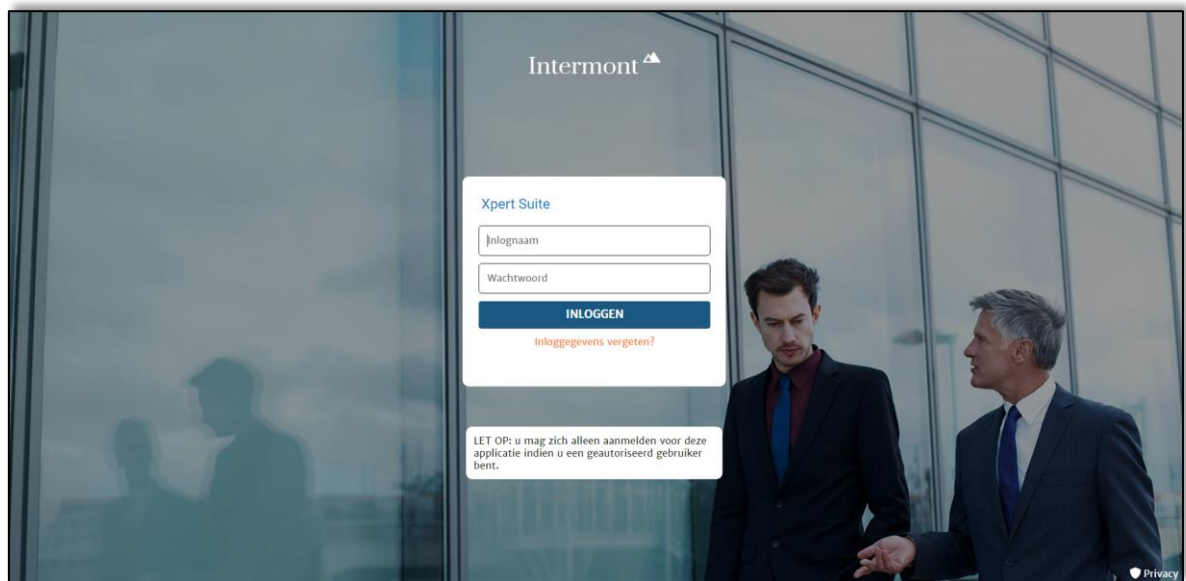 Intermont
Xpert Suite
Inlognaam
Wachtwoord
INLOGGEN
Inloggegevens vergeten?
LET OP: u mag zich alleen aanmelden voor deze
applicatie indien u een geautoriseerd gebruiker
bent.
Privacy